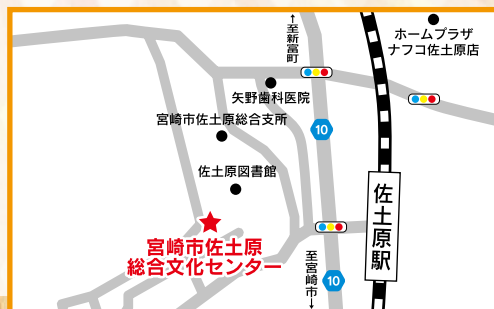 ↑至新富町
ホームプラザ
ナフコ佐土原店
矢野歯科医院
宮崎市佐土原総合支所
10
佐土原図書館
佐土原駅
宮崎市佐土原
総合文化センター
至宮崎市↓
10